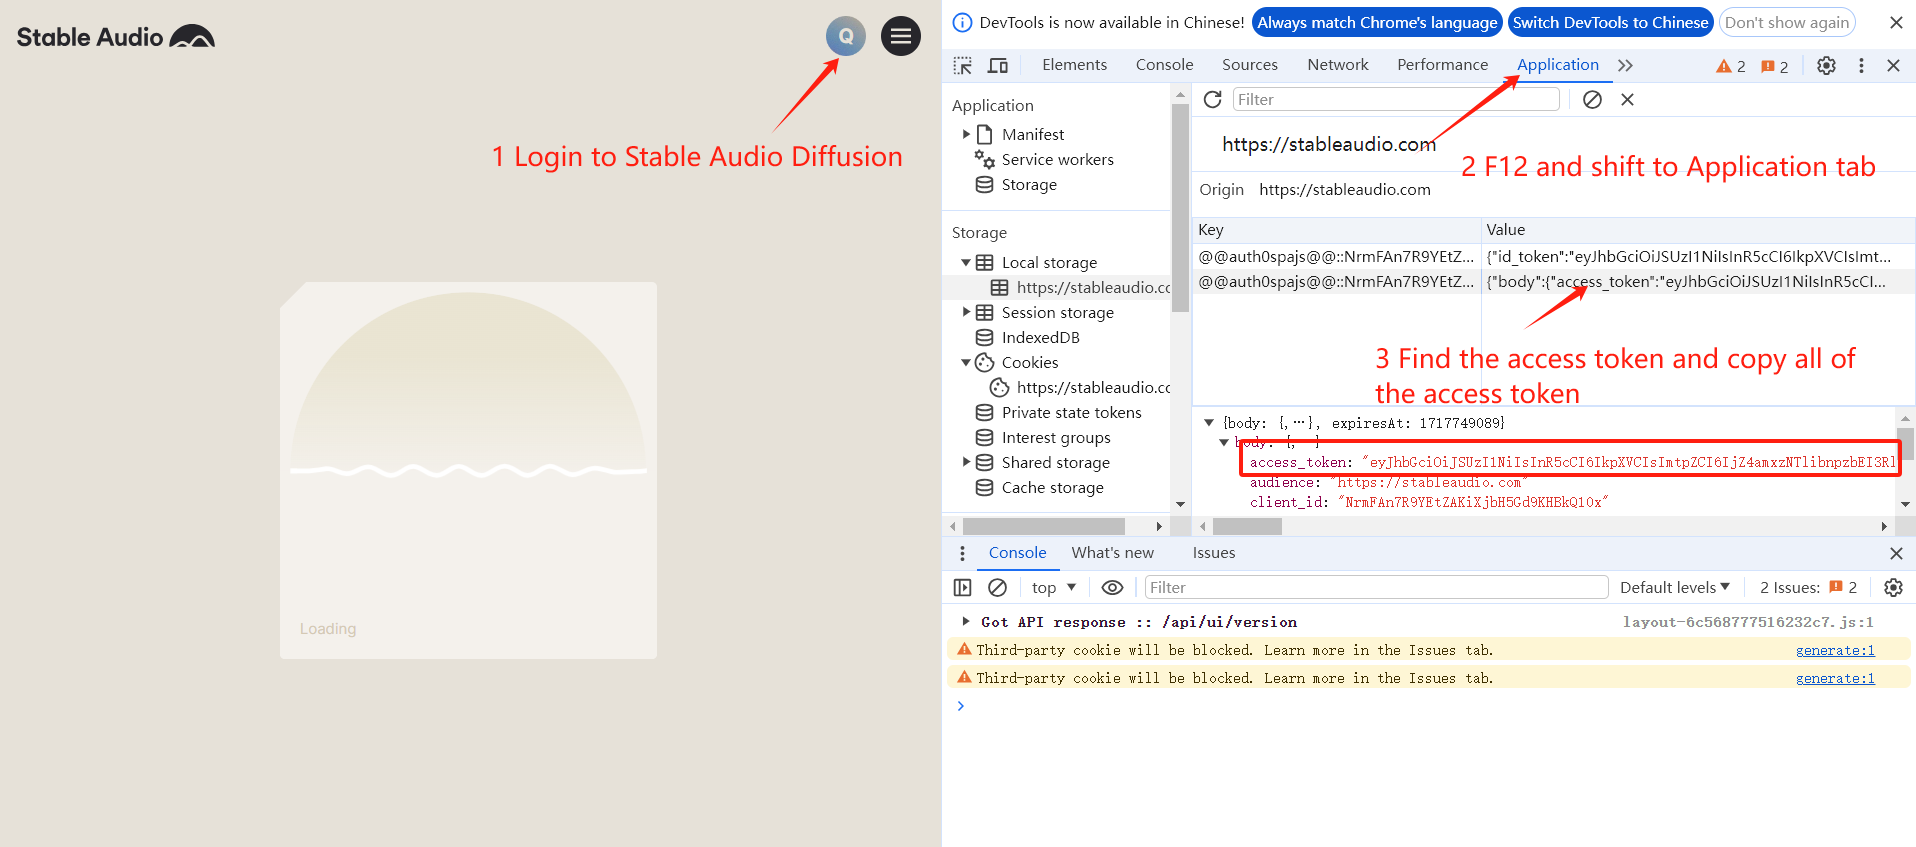 Stable Audio
Q
1 Login to Stable Audio Diffusion
Loading
DevTools is now available in Chinese!
Always match Chrome's language
Switch DevTools to Chinese
Don't show again
Elements
Console
Sources
Network
Performance
Application
2
2
Application
Manifest
Service workers
Storage
Storage
Local storage
https://stableaudio.co
Session storage
IndexedDB
Cookies
https://stableaudio.co
Private state tokens
Interest groups
Shared storage
Cache storage
Filter
https://stableaudio.com
2 F12 and shift to Application tab
Origin https://stableaudio.com
Key Value
@@auth0spajs@@::NrmFAn7R9YEtZ... {"id_token":"eyJhbGciOiJSUzI1NiIsInR5cCI6IkpXVCIsImt...
@@auth0spajs@@::NrmFAn7R9YEtZ... {"body":{"access_token":"eyJhbGciOiJSUzI1NiIsInR5cCI...
3 Find the access token and copy all of
the access token
{body: {,…}, expiresAt: 1717749089}
body: {,…}
access_token: "eyJhbGciOiJSUzI1NiIsInR5cCI6IkpXVCIsImtpZCI6IjZ4amxzNTlibnpzbEI3Rl
audience: "https://stableaudio.com"
client_id: "NrmFAn7R9YEtZAKiXjbH5Gd9KHBkQ10x"
Console
What's new
Issues
top
Filter
Default levels
2 Issues: 2
Got API response :: /api/ui/version layout-6c568777516232c7.js:1
Third-party cookie will be blocked. Learn more in the Issues tab. generate:1
Third-party cookie will be blocked. Learn more in the Issues tab. generate:1